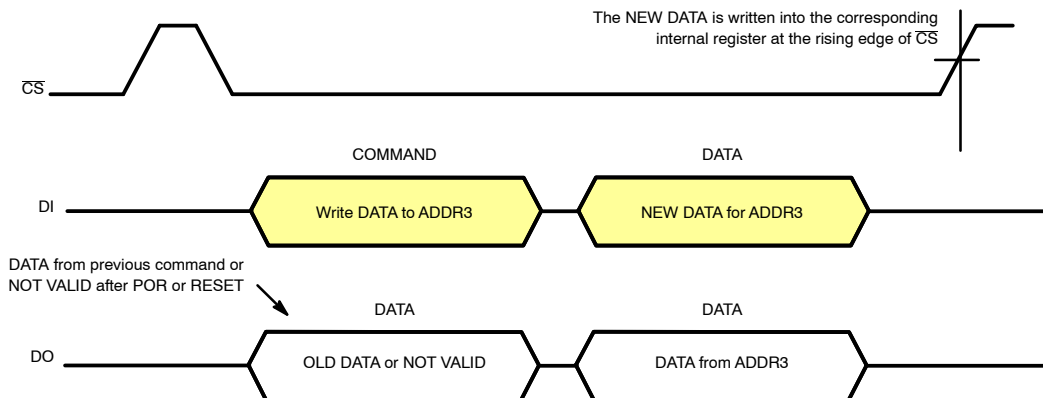 The NEW DATA is written into the corresponding
internal register at the rising edge of C̅S̅
C̅S̅
COMMAND
DATA
DI
Write DATA to ADDR3
NEW DATA for ADDR3
DATA from previous command or
NOT VALID after POR or RESET
DATA
DATA
DO
OLD DATA or NOT VALID
DATA from ADDR3